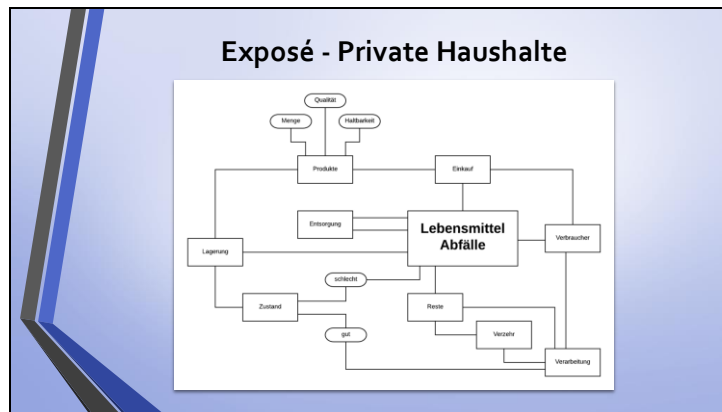 Exposé - Private Haushalte
Qualität
Menge
Haltbarkeit
Produkte
Einkauf
Entsorgung
Lebensmittel
Abfälle
Verbraucher
Lagerung
schlecht
Zustand
Reste
gut
Verzehr
Verarbeitung